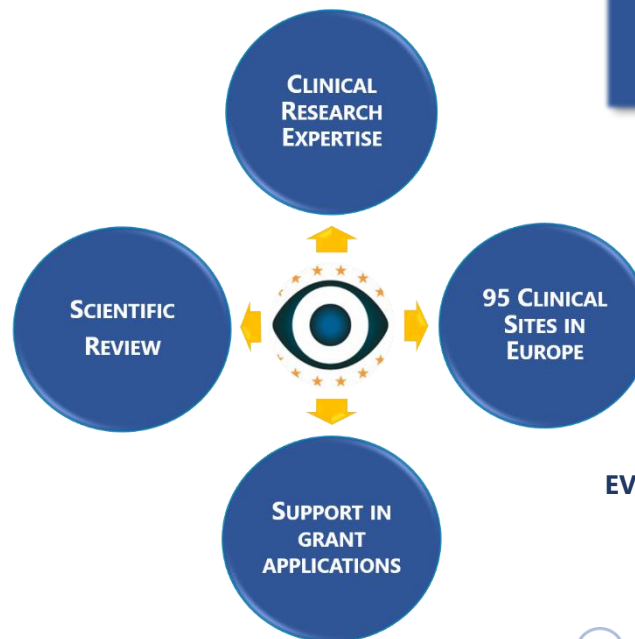 CLINICAL
RESEARCH
EXPERTISE
SCIENTIFIC
REVIEW
95 CLINICAL
SITES IN
EUROPE
EV
SUPPORT IN
GRANT
APPLICATIONS